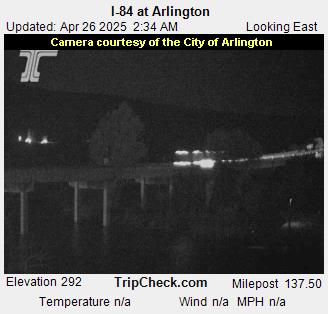 I-84 at Arlington
Updated: Apr 26 2025 2:34 AM Looking East
Camera courtesy of the City of Arlington
Elevation 292 TripCheck.com Milepost 137.50
Temperature n/a Wind n/a MPH n/a